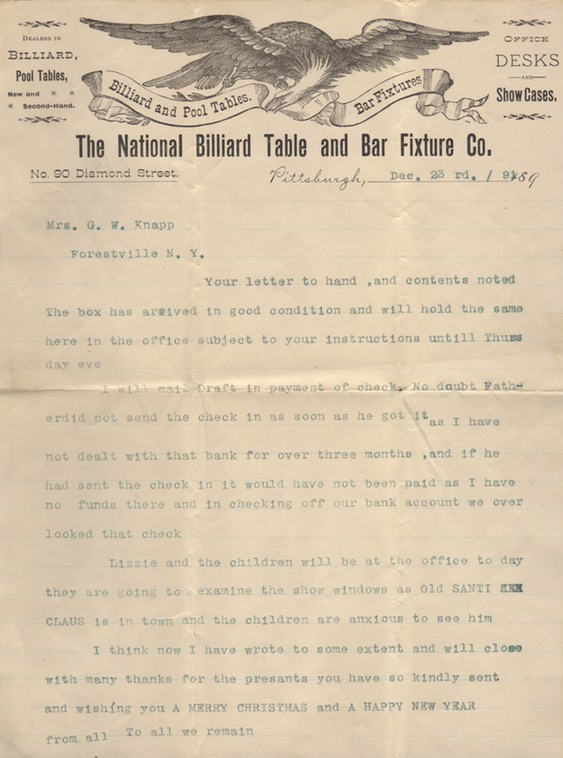 DEALERS IN
BILLIARD,
Pool Tables,
New and
Second-Hand.
Billiard and Pool Tables.
Bar Fixtures
OFFICE
DESKS
AND
Show Cases.
The National Billiard Table and Bar Fixture Co.
No. 90 Diamond Street.
Pittsburgh, Dec. 23 rd. / 9 189
Mrs. G. W. Knapp
Forestville N. Y.
Your letter to hand ,and contents noted
The box has arrived in good condition and will hold the same
here in the office subject to your instructions untill Thurs
day eve
I will mail Draft in payment of check. No doubt Fath-
erdid not send the check in as soon as he got it as I have
not dealt with that bank for over three months ,and if he
had sent the check in it would have not been paid as I have
no funds there and in checking off our bank account we over
looked that check
Lizzie and the children will be at the office to day
they are going to examine the show windows as Old SANTI
CLAUS is in town and the children are anxious to see him
I think now I have wrote to some extent and will close
with many thanks for the presants you have so kindly sent
and wishing you A MERRY CHRISTMAS and A HAPPY NEW YEAR
from all To all we remain